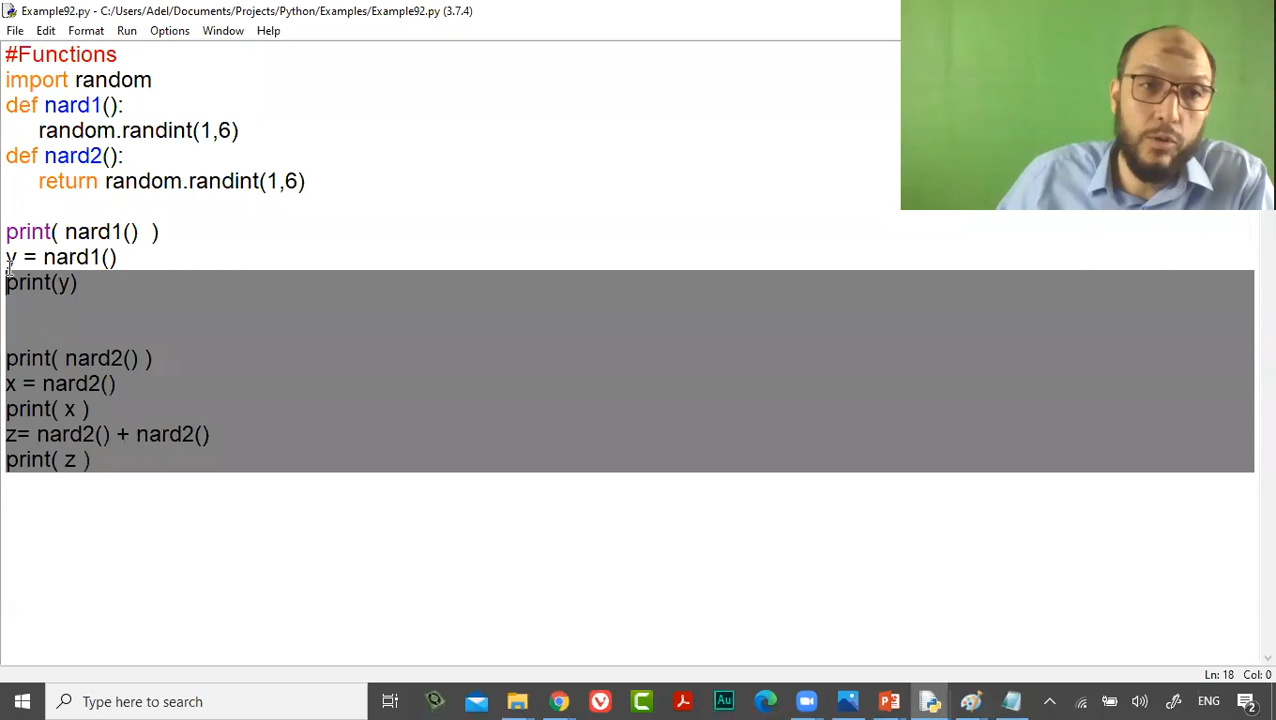 Example92.py - C:/Users/Adel/Documents/Projects/Python/Examples/Example92.py (3.7.4)
File Edit Format Run Options Window Help
#Functions
import random
def nard1():
random.randint(1,6)
def nard2():
return random.randint(1,6)
print( nard1()  )
y = nard1()
print(y)
print( nard2() )
x = nard2()
print( x )
z= nard2() + nard2()
print( z )
Ln: 18 Col: 0
Type here to search
Au
ENG
2